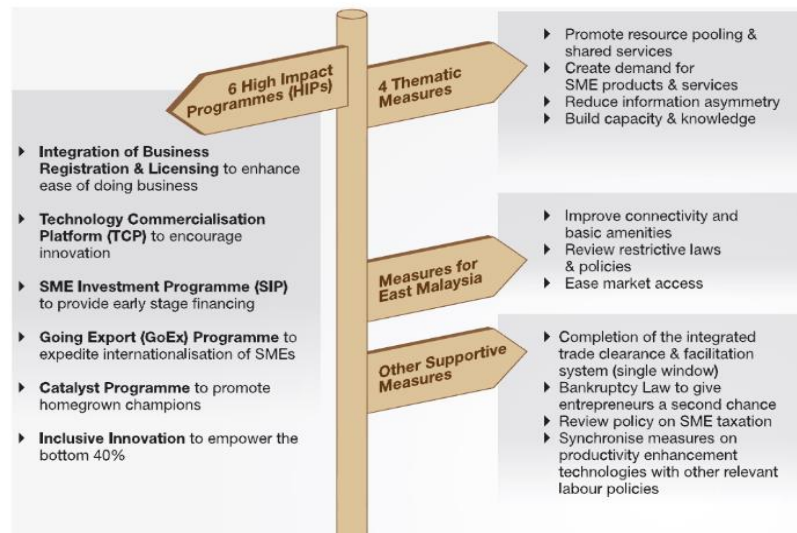 6 High Impact
Programmes (HIPs)
▶ Integration of Business
Registration & Licensing to enhance
ease of doing business
▶ Technology Commercialisation
Platform (TCP) to encourage
innovation
▶ SME Investment Programme (SIP)
to provide early stage financing
▶ Going Export (GoEx) Programme to
expedite internationalisation of SMEs
▶ Catalyst Programme to promote
homegrown champions
▶ Inclusive Innovation to empower the
bottom 40%
4 Thematic
Measures
▶ Promote resource pooling &
shared services
▶ Create demand for
SME products & services
▶ Reduce information asymmetry
▶ Build capacity & knowledge
Measures for
East Malaysia
▶ Improve connectivity and
basic amenities
▶ Review restrictive laws
& policies
▶ Ease market access
Other Supportive
Measures
▶ Completion of the integrated
trade clearance & facilitation
system (single window)
▶ Bankruptcy Law to give
entrepreneurs a second chance
▶ Review policy on SME taxation
▶ Synchronise measures on
productivity enhancement
technologies with other relevant
labour policies